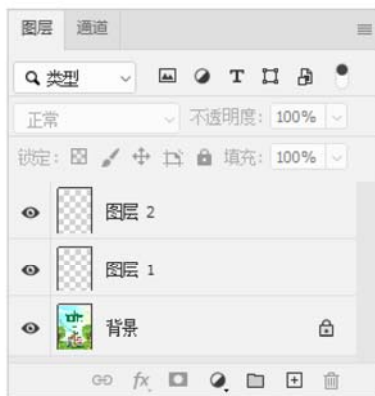 图层 通道
类型
正常 不透明度: 100%
锁定: 填充: 100%
图层 2
图层 1
背景